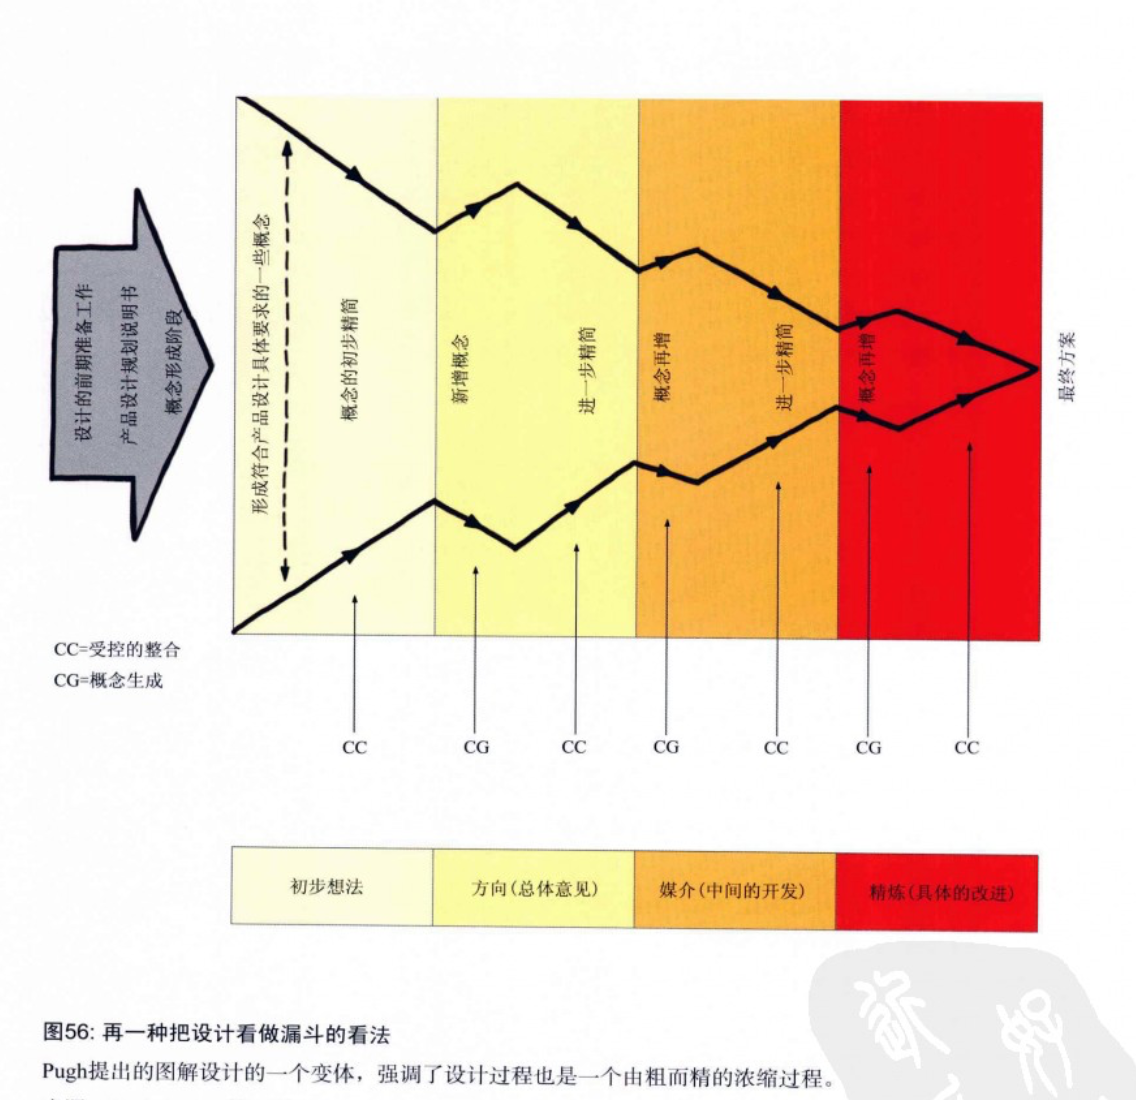 设计的前期准备工作
产品设计规划说明书
概念形成阶段
形成符合产品设计具体要求的一些概念
概念的初步精简
新增概念
进一步精简
概念再增
进一步精简
概念再增
最终方案
CC=受控的整合
CG=概念生成
CC
CG
CC
CG
CC
CG
CC
初步想法
方向(总体意见)
媒介(中间的开发)
精炼(具体的改进)
图56: 再一种把设计看做漏斗的看法
Pugh提出的图解设计的一个变体，强调了设计过程也是一个由粗而精的浓缩过程。